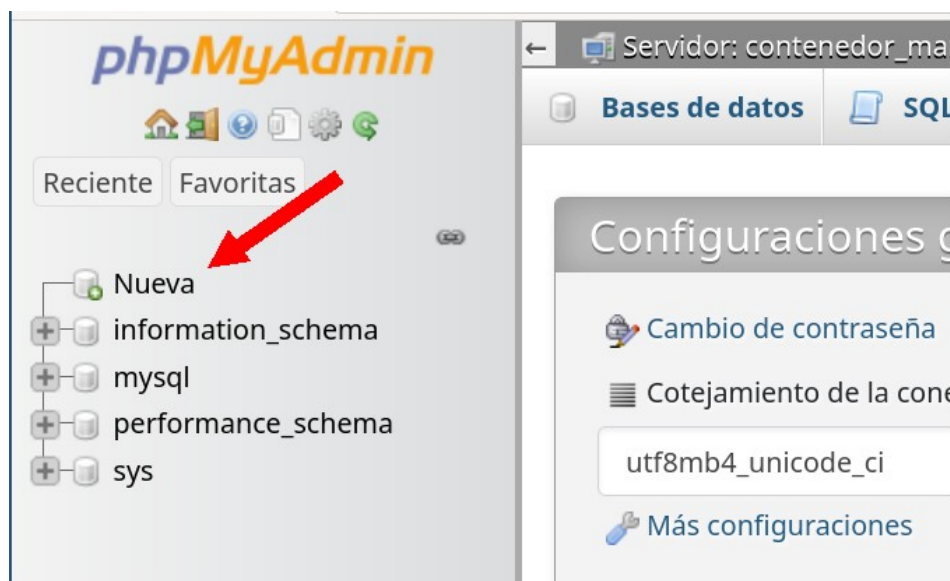 phpMyAdmin
Reciente Favoritas
Nueva
information_schema
mysql
performance_schema
sys
Servidor: contenedor_ma
Bases de datos SQL
Configuraciones g
Cambio de contraseña
Cotejamiento de la cone
utf8mb4_unicode_ci
Más configuraciones